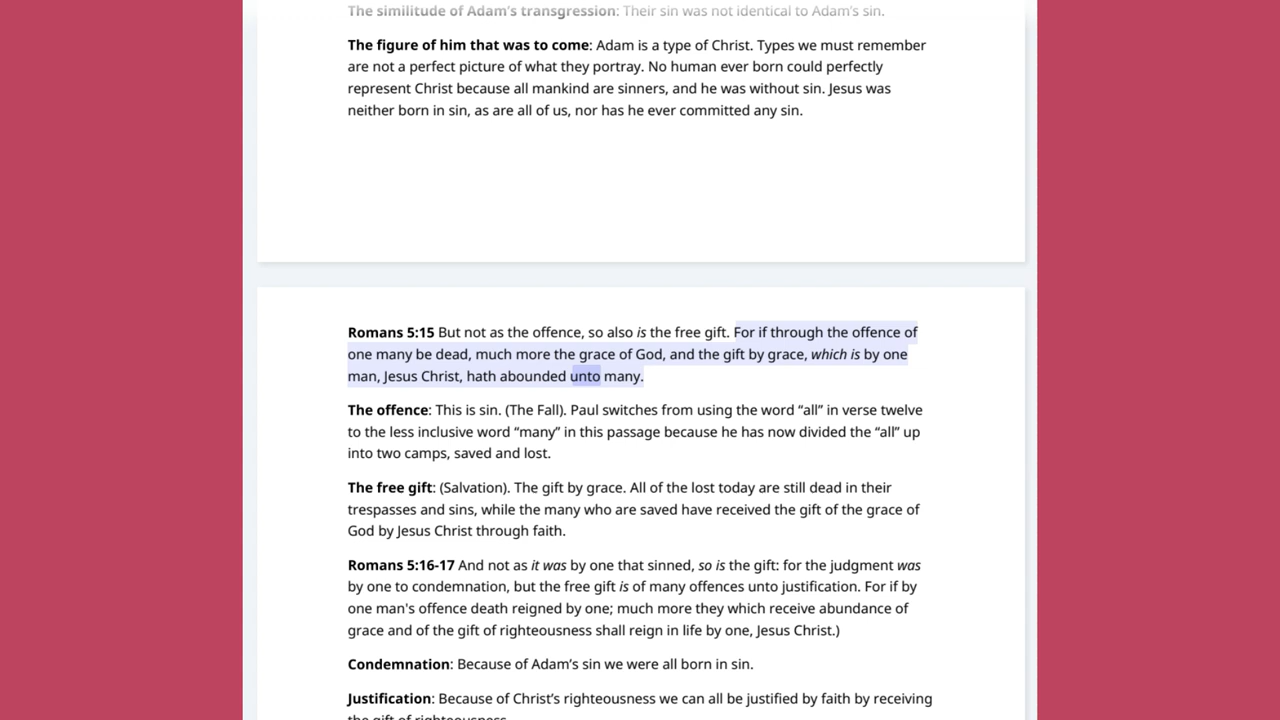 The similitude of Adam’s transgression: Their sin was not identical to Adam’s sin.
The figure of him that was to come: Adam is a type of Christ. Types we must remember
are not a perfect picture of what they portray. No human ever born could perfectly
represent Christ because all mankind are sinners, and he was without sin. Jesus was
neither born in sin, as are all of us, nor has he ever committed any sin.
Romans 5:15 But not as the offence, so also is the free gift. For if through the offence of
one many be dead, much more the grace of God, and the gift by grace, which is by one
man, Jesus Christ, hath abounded unto many.
The offence: This is sin. (The Fall). Paul switches from using the word “all” in verse twelve
to the less inclusive word “many” in this passage because he has now divided the “all” up
into two camps, saved and lost.
The free gift: (Salvation). The gift by grace. All of the lost today are still dead in their
trespasses and sins, while the many who are saved have received the gift of the grace of
God by Jesus Christ through faith.
Romans 5:16-17 And not as it was by one that sinned, so is the gift: for the judgment was
by one to condemnation, but the free gift is of many offences unto justification. For if by
one man's offence death reigned by one; much more they which receive abundance of
grace and of the gift of righteousness shall reign in life by one, Jesus Christ.)
Condemnation: Because of Adam’s sin we were all born in sin.
Justification: Because of Christ’s righteousness we can all be justified by faith by receiving
the gift of righteousness.